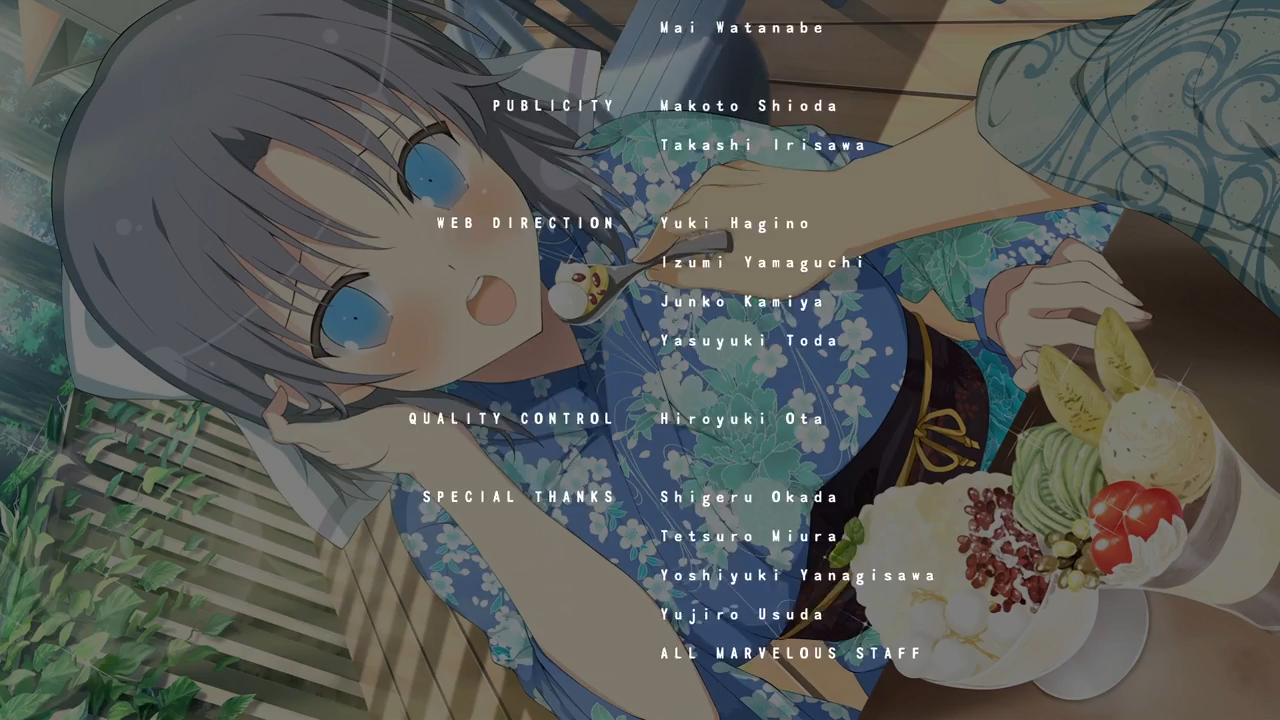 Mai Watanabe
PUBLICITY Makoto Shioda
Takashi Irisawa
WEB DIRECTION Yuki Hagino
Izumi Yamaguchi
Junko Kamiya
Yasuyuki Toda
QUALITY CONTROL Hiroyuki Ota
SPECIAL THANKS Shigeru Okada
Tetsuro Miura
Yoshiyuki Yanagisawa
Yujiro Usuda
ALL MARVELOUS STAFF